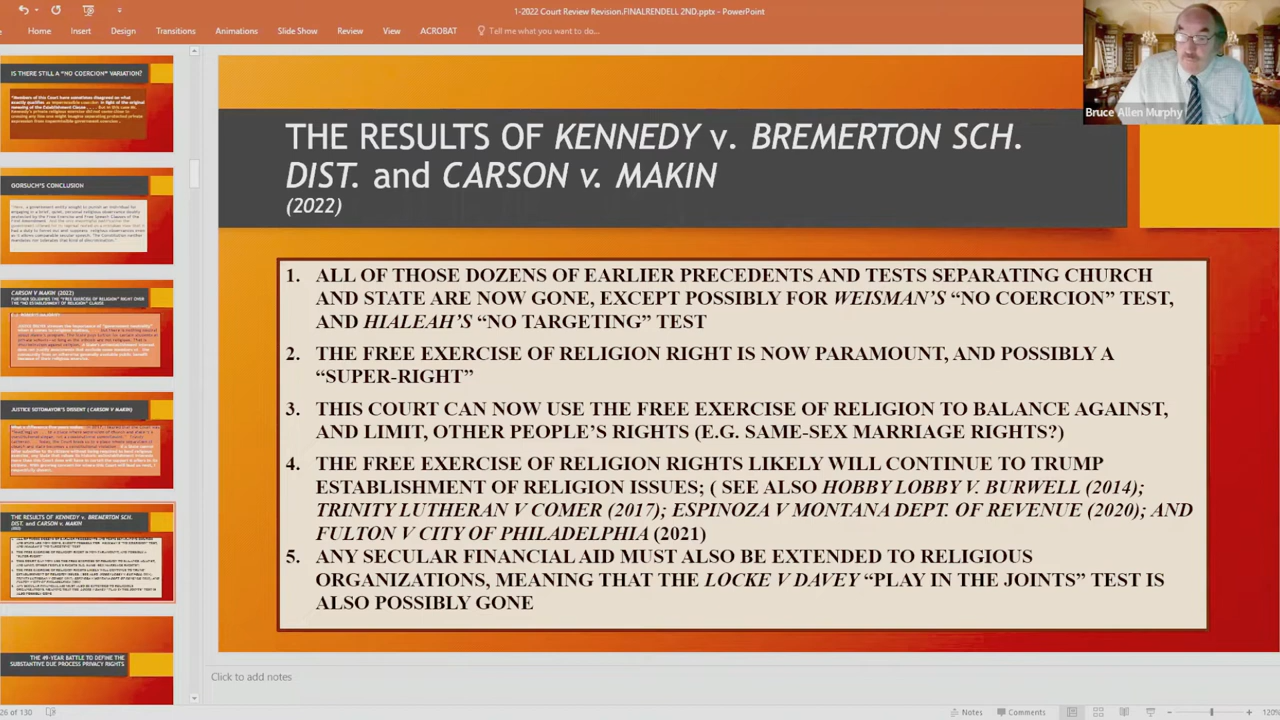 1-2022 Court Review Revision.FINALRENDELL 2ND.pptx - PowerPoint
Home Insert Design Transitions Animations Slide Show Review View ACROBAT Tell me what you want to do...
IS THERE STILL A "NO COERCION" VARIATION?
GORSUCH'S CONCLUSION
CARSON V MAKIN (2022)
JUSTICE SOTOMAYOR'S DISSENT (CARSON V MAKIN)
THE RESULTS OF KENNEDY v. BREMERTON SCH.
DIST. and CARSON v. MAKIN
THE 49-YEAR BATTLE TO DEFINE THE
SUBSTANTIVE DUE PROCESS PRIVACY RIGHTS
Bruce Allen Murphy
THE RESULTS OF KENNEDY v. BREMERTON SCH.
DIST. and CARSON v. MAKIN
(2022)
1. ALL OF THOSE DOZENS OF EARLIER PRECEDENTS AND TESTS SEPARATING CHURCH
AND STATE ARE NOW GONE, EXCEPT POSSIBLY FOR WEISMAN'S "NO COERCION" TEST,
AND HIALEAH'S "NO TARGETING" TEST
2. THE FREE EXERCISE OF RELIGION RIGHT IS NOW PARAMOUNT, AND POSSIBLY A
"SUPER-RIGHT"
3. THIS COURT CAN NOW USE THE FREE EXERCISE OF RELIGION TO BALANCE AGAINST,
AND LIMIT, OTHER PEOPLE'S RIGHTS (E.G. SAME SEX MARRIAGE RIGHTS?)
4. THE FREE EXERCISE OF RELIGION RIGHTS LIKELY WILL CONTINUE TO TRUMP
ESTABLISHMENT OF RELIGION ISSUES; ( SEE ALSO HOBBY LOBBY V. BURWELL (2014);
TRINITY LUTHERAN V COMER (2017); ESPINOZA V MONTANA DEPT. OF REVENUE (2020); AND
FULTON V CITY OF PHILADELPHIA (2021)
5. ANY SECULAR FINANCIAL AID MUST ALSO BE PROVIDED TO RELIGIOUS
ORGANIZATIONS, MEANING THAT THE LOCKE V DAVEY "PLAY IN THE JOINTS" TEST IS
ALSO POSSIBLY GONE
Click to add notes
26 of 130 Notes Comments 120%